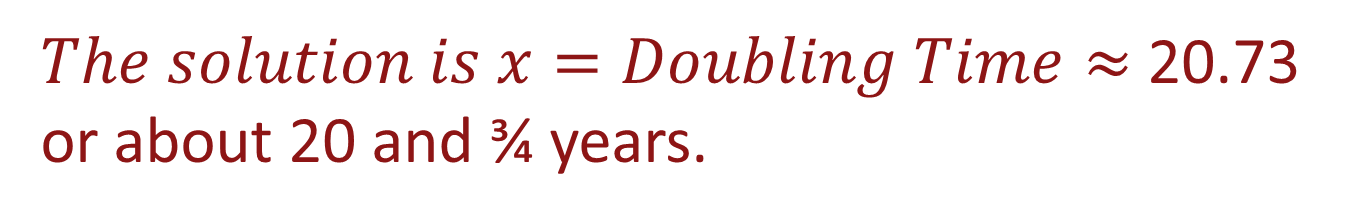 The solution is x = Doubling Time ≈ 20.73
or about 20 and ¾ years.